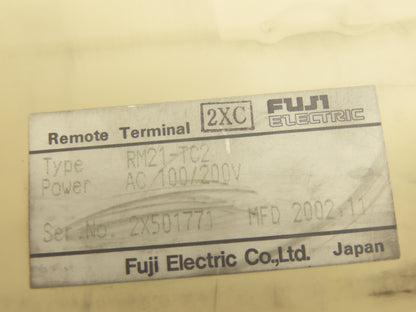 Remote Terminal 2XC FUJI ELECTRIC
Type RM21-TC2
Power AC 100/200V
Ser.No. 2X501771 MFD 2002.11
Fuji Electric Co.,Ltd. Japan